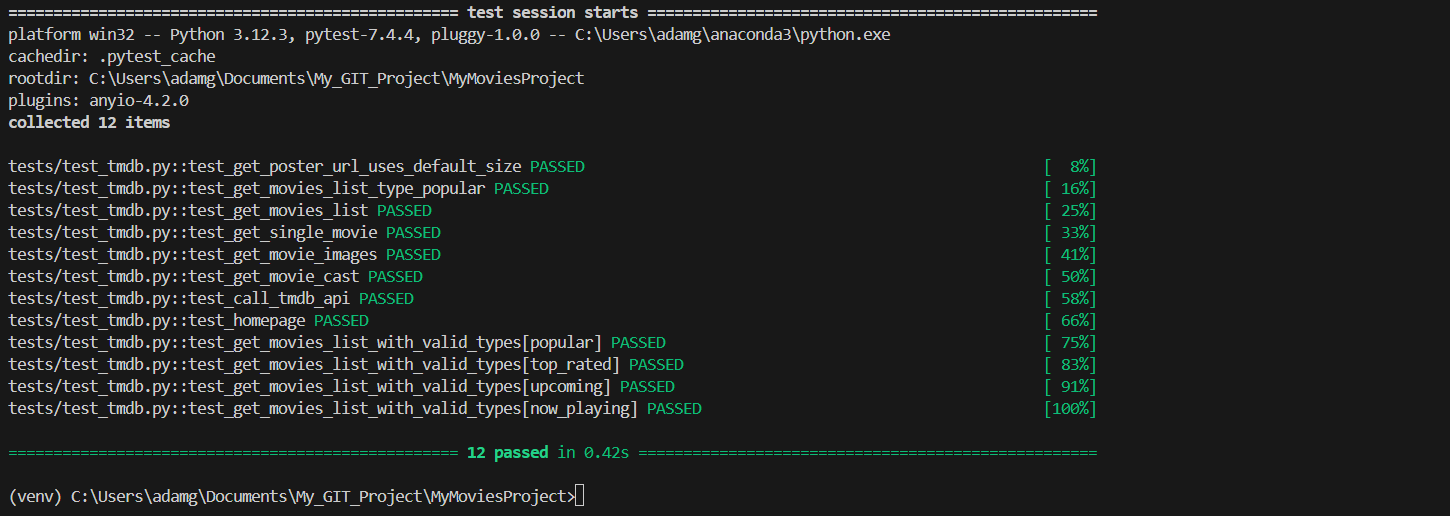 ================================================== test session starts ==================================================
platform win32 -- Python 3.12.3, pytest-7.4.4, pluggy-1.0.0 -- C:\Users\adamg\anaconda3\python.exe
cachedir: .pytest_cache
rootdir: C:\Users\adamg\Documents\My_GIT_Project\MyMoviesProject
plugins: anyio-4.2.0
collected 12 items
tests/test_tmdb.py::test_get_poster_url_uses_default_size PASSED [  8%]
tests/test_tmdb.py::test_get_movies_list_type_popular PASSED [ 16%]
tests/test_tmdb.py::test_get_movies_list PASSED [ 25%]
tests/test_tmdb.py::test_get_single_movie PASSED [ 33%]
tests/test_tmdb.py::test_get_movie_images PASSED [ 41%]
tests/test_tmdb.py::test_get_movie_cast PASSED [ 50%]
tests/test_tmdb.py::test_call_tmdb_api PASSED [ 58%]
tests/test_tmdb.py::test_homepage PASSED [ 66%]
tests/test_tmdb.py::test_get_movies_list_with_valid_types[popular] PASSED [ 75%]
tests/test_tmdb.py::test_get_movies_list_with_valid_types[top_rated] PASSED [ 83%]
tests/test_tmdb.py::test_get_movies_list_with_valid_types[upcoming] PASSED [ 91%]
tests/test_tmdb.py::test_get_movies_list_with_valid_types[now_playing] PASSED [100%]
================================================== 12 passed in 0.42s ===================================================
(venv) C:\Users\adamg\Documents\My_GIT_Project\MyMoviesProject>